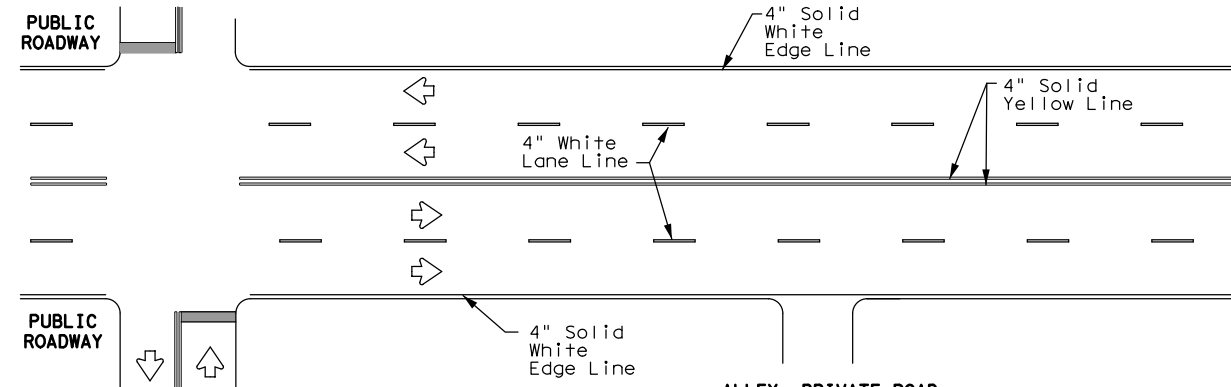 PUBLIC
ROADWAY
4" Solid
White
Edge Line
4" Solid
Yellow Line
4" White
Lane Line
PUBLIC
ROADWAY
4" Solid
White
Edge Line
ALLEY, PRIVATE ROAD